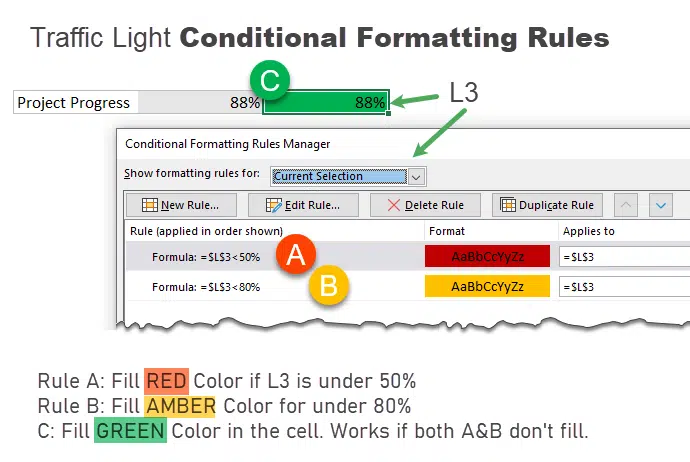 Traffic Light Conditional Formatting Rules
C
Project Progress 88% 88%
L3
Conditional Formatting Rules Manager
Show formatting rules for: Current Selection
New Rule... Edit Rule... Delete Rule Duplicate Rule
Rule (applied in order shown) Format Applies to
Formula: =$L$3<50% A AaBbCcYyZz =$L$3
Formula: =$L$3<80% B AaBbCcYyZz =$L$3
Rule A: Fill RED Color if L3 is under 50%
Rule B: Fill AMBER Color for under 80%
C: Fill GREEN Color in the cell. Works if both A&B don't fill.